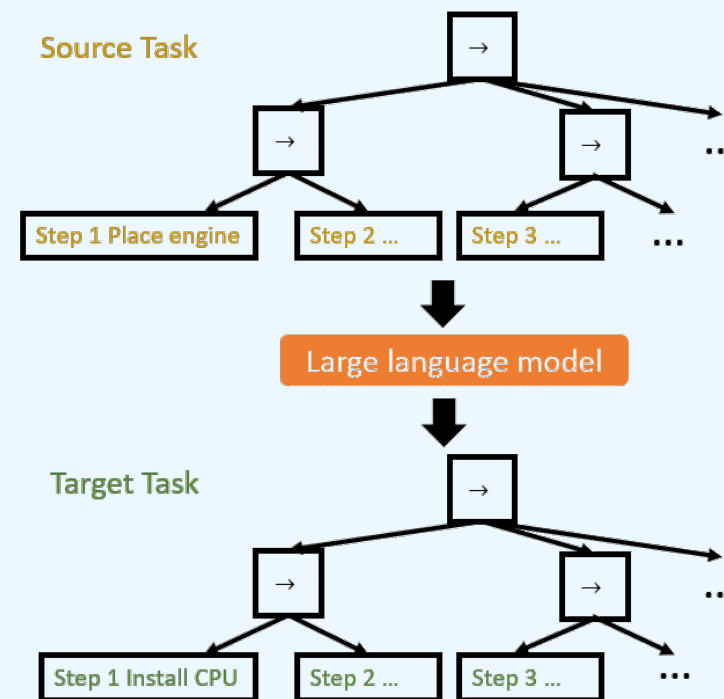 Source Task
→
→
→
..
Step 1 Place engine
Step 2 ...
Step 3 ...
...
Large language model
Target Task
→
→
→
..
Step 1 Install CPU
Step 2 ...
Step 3 ...
...